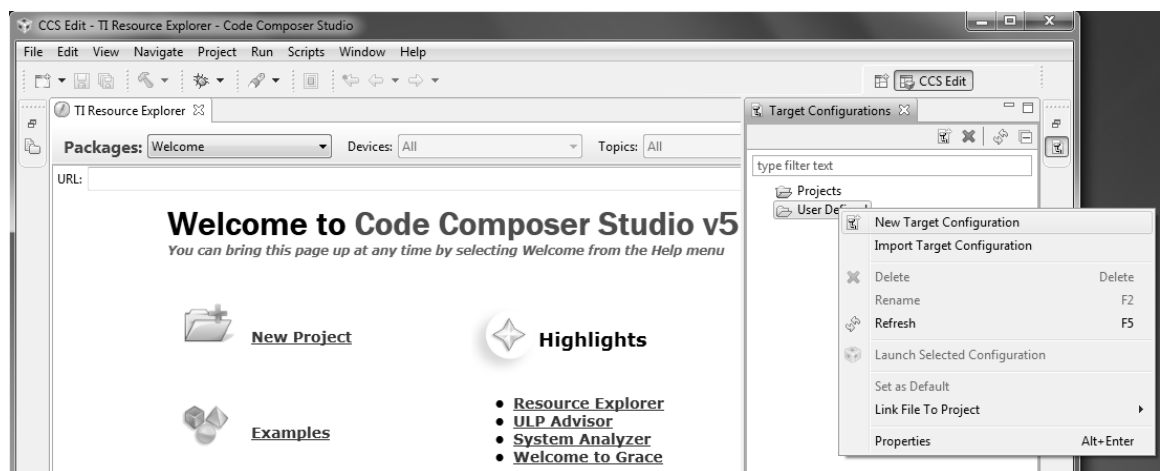 CCS Edit - TI Resource Explorer - Code Composer Studio
File Edit View Navigate Project Run Scripts Window Help
CCS Edit
TI Resource Explorer
Packages: Welcome Devices: All Topics: All
URL:
Welcome to Code Composer Studio v5
You can bring this page up at any time by selecting Welcome from the Help menu
New Project
Highlights
Examples
• Resource Explorer
• ULP Advisor
• System Analyzer
• Welcome to Grace
Target Configurations
type filter text
Projects
User
New Target Configuration
Import Target Configuration
Delete Delete
Rename F2
Refresh F5
Launch Selected Configuration
Set as Default
Link File To Project
Properties Alt+Enter